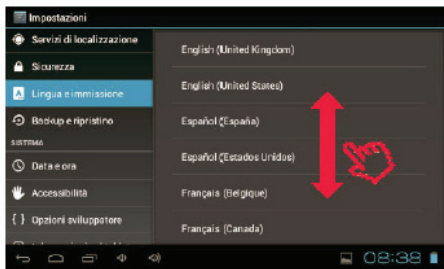 Impostazioni
Servizi di localizzazione
Sicurezza
Lingua e immissione
Backup e ripristino
SISTEMA
Data e ora
Accessibilità
{ } Opzioni sviluppatore
English (United Kingdom)
English (United States)
Español (España)
Español (Estados Unidos)
Français (Belgique)
Français (Canada)
08:38